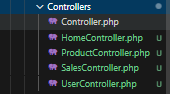 Controllers
Controller.php
HomeController.php U
ProductController.php U
SalesController.php U
UserController.php U